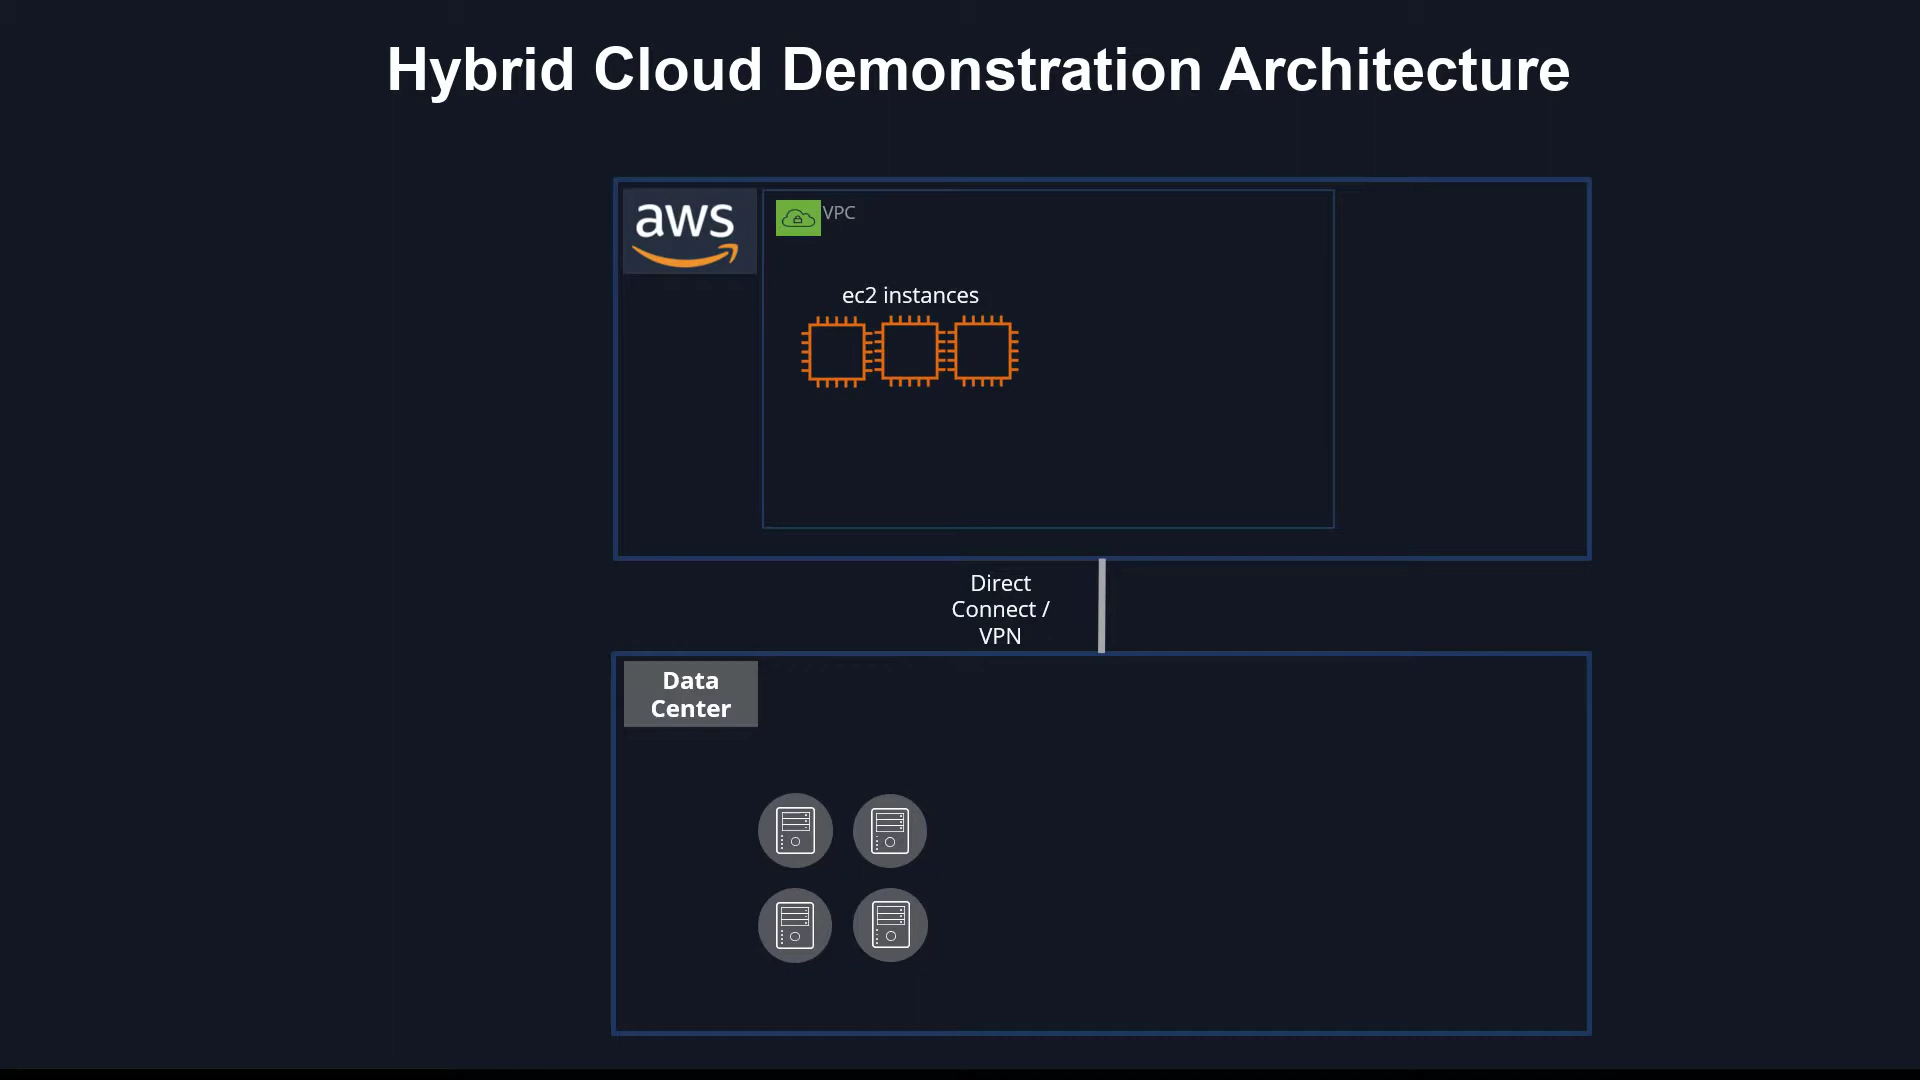 Hybrid Cloud Demonstration Architecture
aws
VPC
ec2 instances
Direct
Connect /
VPN
Data
Center